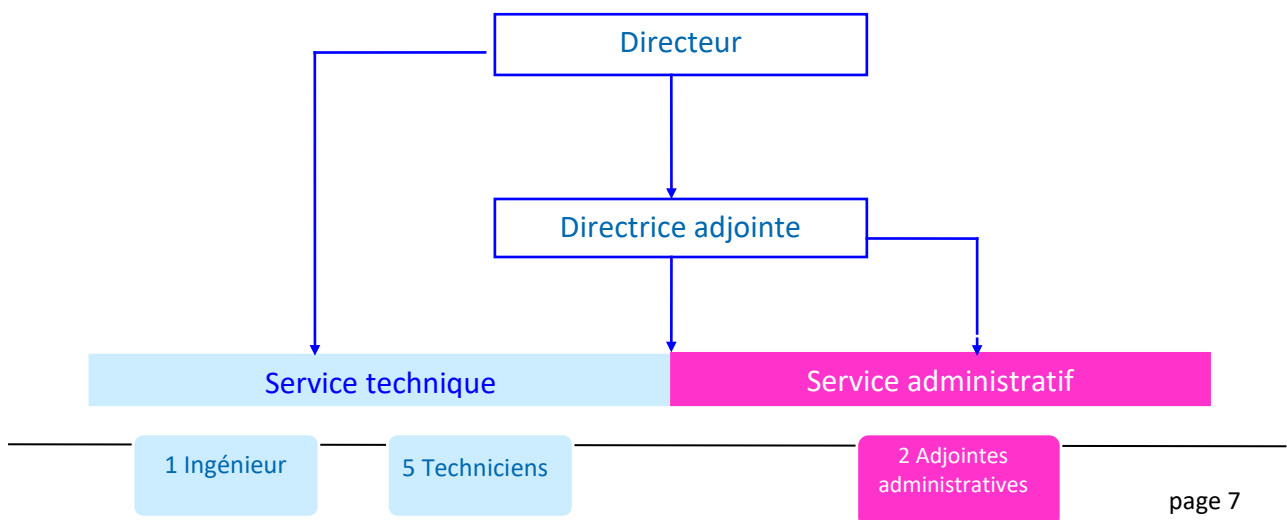 Directeur
Directrice adjointe
Service technique
Service administratif
1 Ingénieur
5 Techniciens
2 Adjointes
administratives
page 7